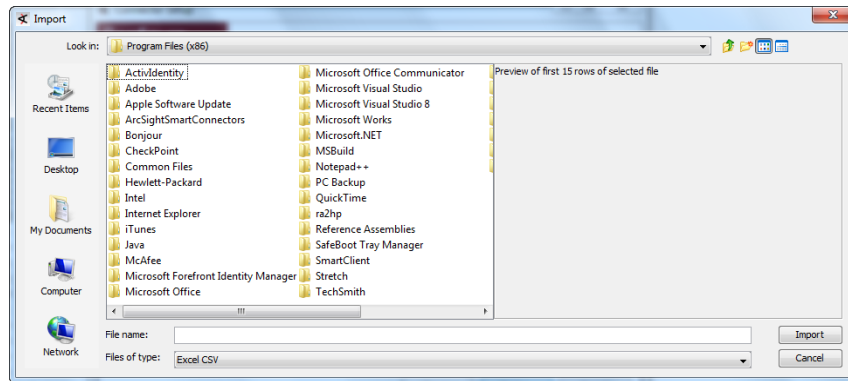 Import
Look in: Program Files (x86)
Recent Items
Desktop
My Documents
Computer
Network
ActivIdentity
Adobe
Apple Software Update
ArcSightSmartConnectors
Bonjour
CheckPoint
Common Files
Hewlett-Packard
Intel
Internet Explorer
iTunes
Java
McAfee
Microsoft Forefront Identity Manager
Microsoft Office
Microsoft Office Communicator
Microsoft Visual Studio
Microsoft Visual Studio 8
Microsoft Works
Microsoft.NET
MSBuild
Notepad++
PC Backup
QuickTime
ra2hp
Reference Assemblies
SafeBoot Tray Manager
SmartClient
Stretch
TechSmith
Preview of first 15 rows of selected file
File name:
Import
Files of type: Excel CSV
Cancel